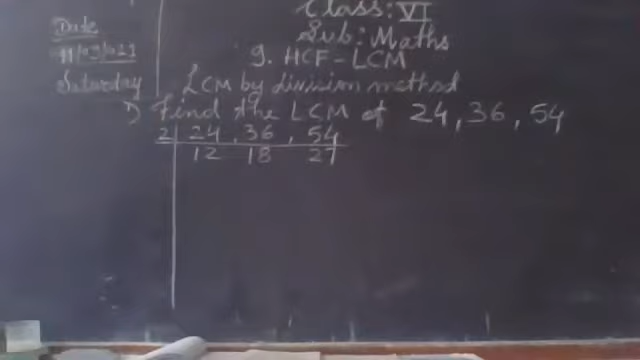 Class: VI
Date
Sub: Maths
9. HCF-LCM
Saturday
LCM by division method
1) Find the LCM of 24, 36, 54
2 24, 36, 54
12 18 27